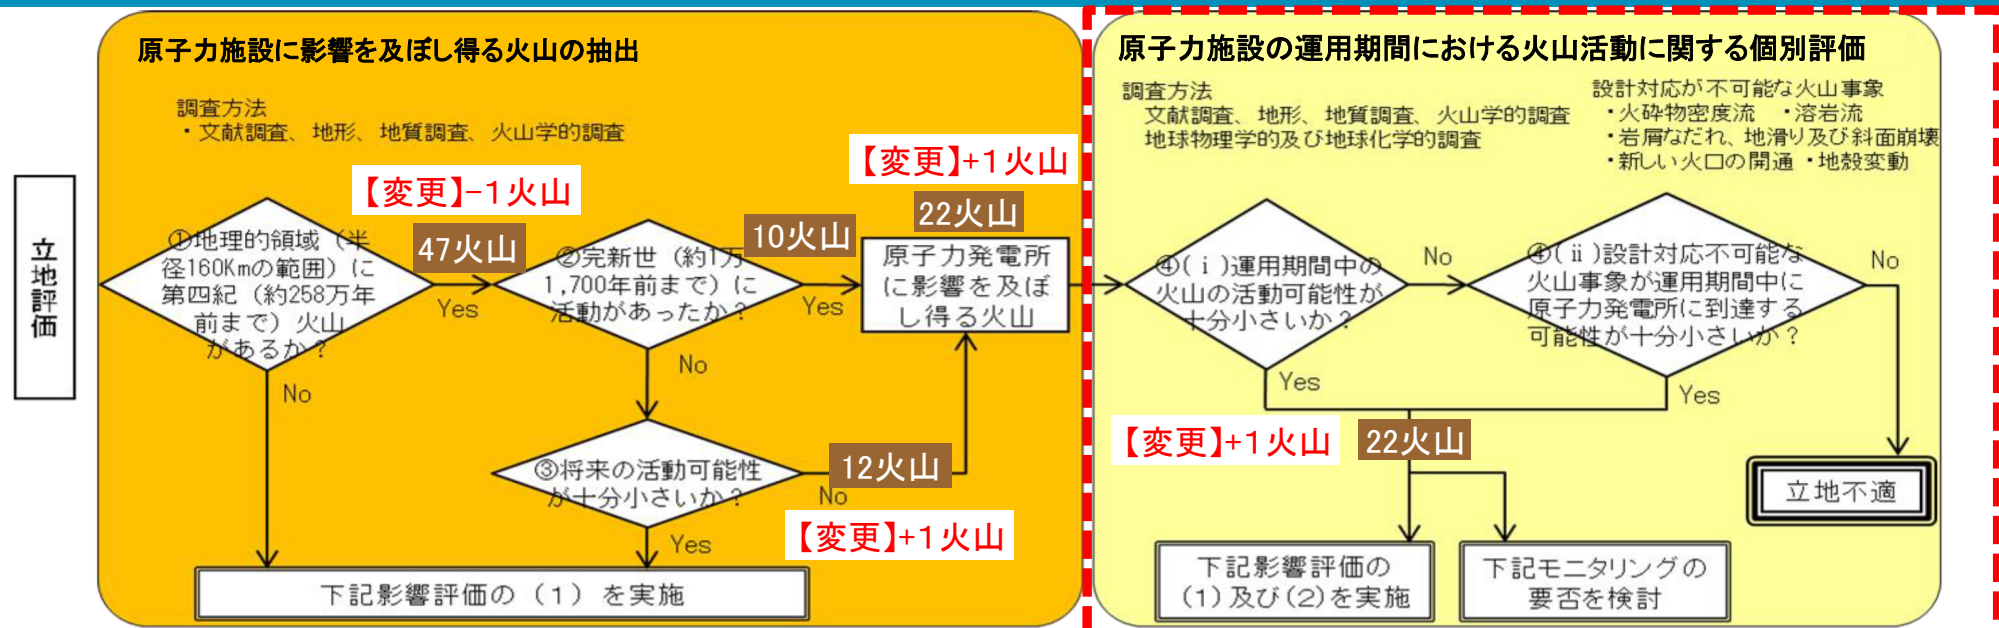 原子力施設に影響を及ぼし得る火山の抽出
調査方法
・文献調査、地形、地質調査、火山学的調査
立地評価
①地理的領域（半
径160Kmの範囲）に
第四紀（約258万年
前まで）火山
があるか？
【変更】-1火山
47火山
Yes
No
②完新世（約1万
1,700年前まで）に
活動があったか？
10火山
Yes
No
【変更】+1火山
22火山
原子力発電所
に影響を及ぼ
し得る火山
③将来の活動可能性
が十分小さいか？
12火山
No
【変更】+1火山
Yes
下記影響評価の（1）を実施
原子力施設の運用期間における火山活動に関する個別評価
調査方法
文献調査、地形、地質調査、火山学的調査
地球物理学的及び地球化学的調査
設計対応が不可能な火山事象
・火砕物密度流　・溶岩流
・岩屑なだれ、地滑り及び斜面崩壊
・新しい火口の開通・地殻変動
④(ⅰ)運用期間中の
火山の活動可能性が
十分小さいか？
No
Yes
④(ⅱ)設計対応不可能な
火山事象が運用期間中に
原子力発電所に到達する
可能性が十分小さいか？
No
Yes
【変更】+1火山
22火山
立地不適
下記影響評価の
(1)及び(2)を実施
下記モニタリングの
要否を検討